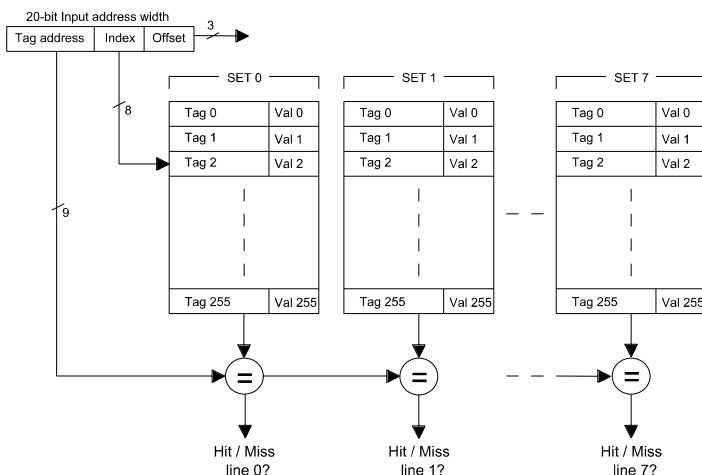 20-bit Input address width
Tag address Index Offset
3
8
9
SET 0
Tag 0 Val 0
Tag 1 Val 1
Tag 2 Val 2
Tag 255 Val 255
=
Hit / Miss
line 0?
SET 1
Tag 0 Val 0
Tag 1 Val 1
Tag 2 Val 2
Tag 255 Val 255
=
Hit / Miss
line 1?
SET 7
Tag 0 Val 0
Tag 1 Val 1
Tag 2 Val 2
Tag 255 Val 255
=
Hit / Miss
line 7?